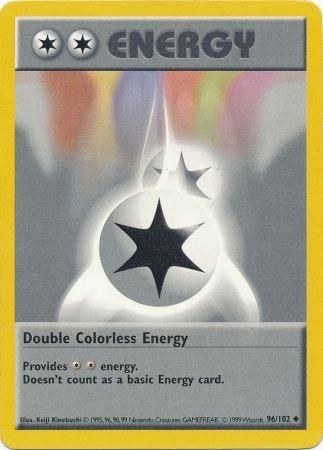 ENERGY
Double Colorless Energy
Provides energy.
Doesn't count as a basic Energy card.
Illus. Keiji Kinebuchi © 1995, 96, 98, 99 Nintendo, Creatures, GAMEFREAK. © 1999 Wizards. 96/102